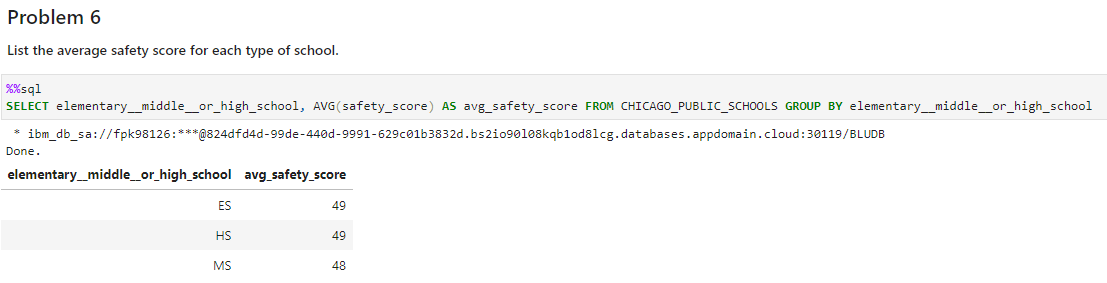 Problem 6
List the average safety score for each type of school.
%%sql
SELECT elementary__middle__or_high_school, AVG(safety_score) AS avg_safety_score FROM CHICAGO_PUBLIC_SCHOOLS GROUP BY elementary__middle__or_high_school
* ibm_db_sa://fpk98126:***@824dfd4d-99de-440d-9991-629c01b3832d.bs2io90l08kqb1od8lcg.databases.appdomain.cloud:30119/BLUDB
Done.
elementary__middle__or_high_school avg_safety_score
ES 49
HS 49
MS 48